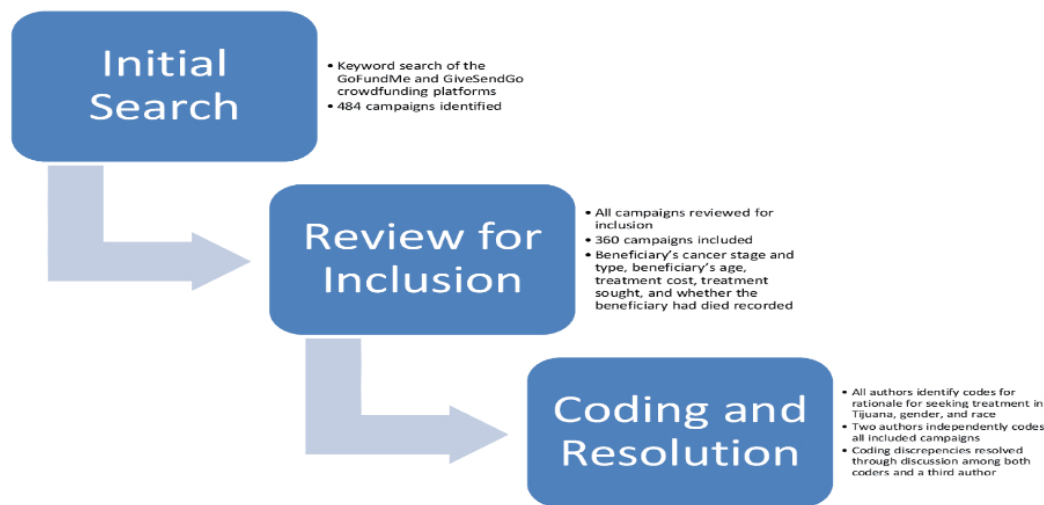 Initial
Search
• Keyword search of the
GoFundMe and GiveSendGo
crowdfunding platforms
• 484 campaigns identified
Review for
Inclusion
• All campaigns reviewed for
inclusion
• 360 campaigns included
• Beneficiary's cancer stage and
type, beneficiary's age,
treatment cost, treatment
sought, and whether the
beneficiary had died recorded
Coding and
Resolution
• All authors identify codes for
rationale for seeking treatment in
Tijuana, gender, and race
• Two authors independently codes
all included campaigns
• Coding discrepencies resolved
through discussion among both
coders and a third author